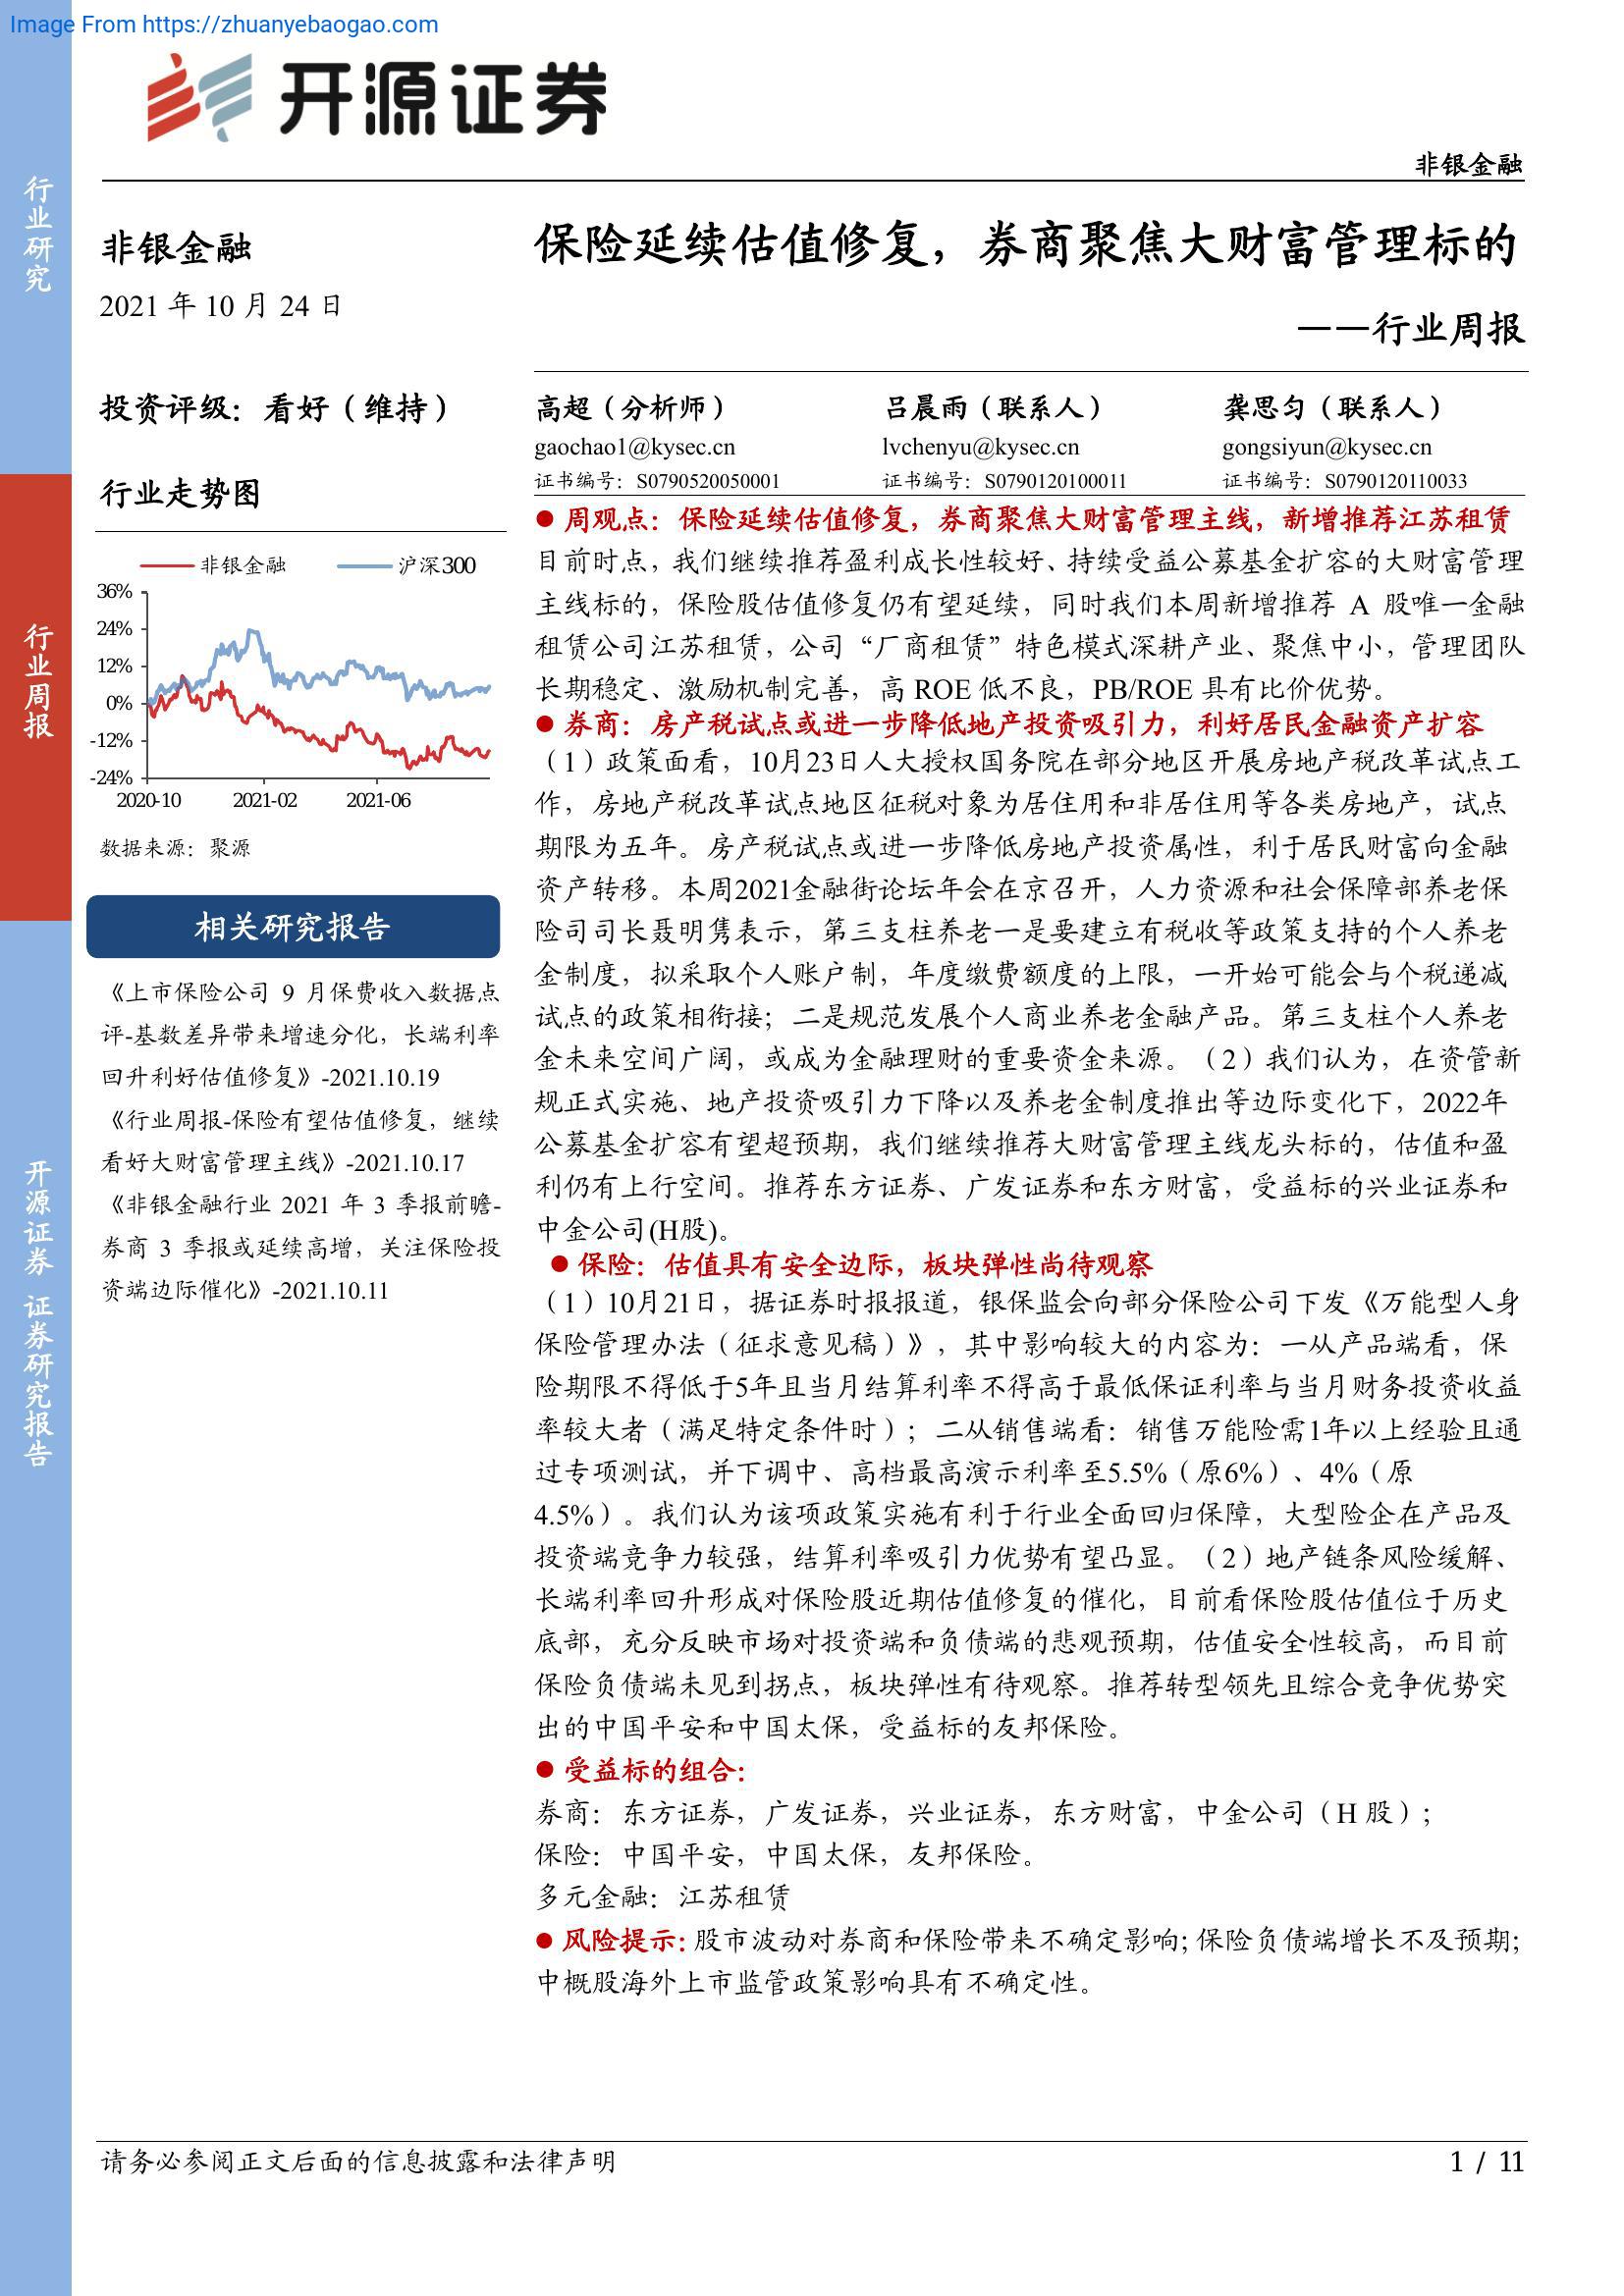 Image From https://zhuanyebaogao.com
开源证券
非银金融
行业研究
行业周报
开源证券 证券研究报告
非银金融
2021 年 10 月 24 日
投资评级：看好（维持）
行业走势图
非银金融 沪深300
36%
24%
12%
0%
-12%
-24%
2020-10 2021-02 2021-06
数据来源：聚源
相关研究报告
《上市保险公司 9 月保费收入数据点
评-基数差异带来增速分化，长端利率
回升利好估值修复》-2021.10.19
《行业周报-保险有望估值修复，继续
看好大财富管理主线》-2021.10.17
《非银金融行业 2021 年 3 季报前瞻-
券商 3 季报或延续高增，关注保险投
资端边际催化》-2021.10.11
保险延续估值修复，券商聚焦大财富管理标的
——行业周报
高超（分析师） 吕晨雨（联系人） 龚思匀（联系人）
gaochao1@kysec.cn lvchenyu@kysec.cn gongsiyun@kysec.cn
证书编号：S0790520050001 证书编号：S0790120100011 证书编号：S0790120110033
● 周观点：保险延续估值修复，券商聚焦大财富管理主线，新增推荐江苏租赁
目前时点，我们继续推荐盈利成长性较好、持续受益公募基金扩容的大财富管理
主线标的，保险股估值修复仍有望延续，同时我们本周新增推荐 A 股唯一金融
租赁公司江苏租赁，公司“厂商租赁”特色模式深耕产业、聚焦中小，管理团队
长期稳定、激励机制完善，高 ROE 低不良，PB/ROE 具有比价优势。
● 券商：房产税试点或进一步降低地产投资吸引力，利好居民金融资产扩容
（1）政策面看，10月23日人大授权国务院在部分地区开展房地产税改革试点工
作，房地产税改革试点地区征税对象为居住用和非居住用等各类房地产，试点
期限为五年。房产税试点或进一步降低房地产投资属性，利于居民财富向金融
资产转移。本周2021金融街论坛年会在京召开，人力资源和社会保障部养老保
险司司长聂明隽表示，第三支柱养老一是要建立有税收等政策支持的个人养老
金制度，拟采取个人账户制，年度缴费额度的上限，一开始可能会与个税递减
试点的政策相衔接；二是规范发展个人商业养老金融产品。第三支柱个人养老
金未来空间广阔，或成为金融理财的重要资金来源。（2）我们认为，在资管新
规正式实施、地产投资吸引力下降以及养老金制度推出等边际变化下，2022年
公募基金扩容有望超预期，我们继续推荐大财富管理主线龙头标的，估值和盈
利仍有上行空间。推荐东方证券、广发证券和东方财富，受益标的兴业证券和
中金公司(H股)。
● 保险：估值具有安全边际，板块弹性尚待观察
（1）10月21日，据证券时报报道，银保监会向部分保险公司下发《万能型人身
保险管理办法（征求意见稿）》，其中影响较大的内容为：一从产品端看，保
险期限不得低于5年且当月结算利率不得高于最低保证利率与当月财务投资收益
率较大者（满足特定条件时）；二从销售端看：销售万能险需1年以上经验且通
过专项测试，并下调中、高档最高演示利率至5.5%（原6%）、4%（原
4.5%）。我们认为该项政策实施有利于行业全面回归保障，大型险企在产品及
投资端竞争力较强，结算利率吸引力优势有望凸显。（2）地产链条风险缓解、
长端利率回升形成对保险股近期估值修复的催化，目前看保险股估值位于历史
底部，充分反映市场对投资端和负债端的悲观预期，估值安全性较高，而目前
保险负债端未见到拐点，板块弹性有待观察。推荐转型领先且综合竞争优势突
出的中国平安和中国太保，受益标的友邦保险。
● 受益标的组合：
券商：东方证券，广发证券，兴业证券，东方财富，中金公司（H 股）；
保险：中国平安，中国太保，友邦保险。
多元金融：江苏租赁
● 风险提示：股市波动对券商和保险带来不确定影响；保险负债端增长不及预期；
中概股海外上市监管政策影响具有不确定性。
请务必参阅正文后面的信息披露和法律声明
1 / 11